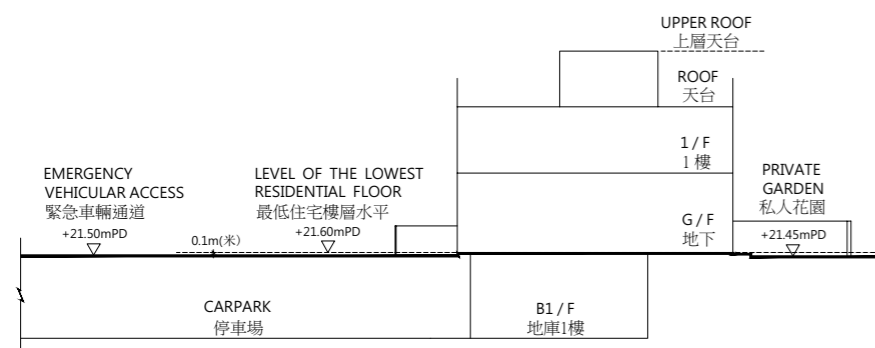 UPPER ROOF
上層天台
ROOF
天台
1 / F
1 樓
EMERGENCY
VEHICULAR ACCESS
緊急車輛通道
+21.50mPD
LEVEL OF THE LOWEST
RESIDENTIAL FLOOR
最低住宅樓層水平
+21.60mPD
0.1m(米)
G / F
地下
PRIVATE
GARDEN
私人花園
+21.45mPD
CARPARK
停車場
B1 / F
地庫1樓